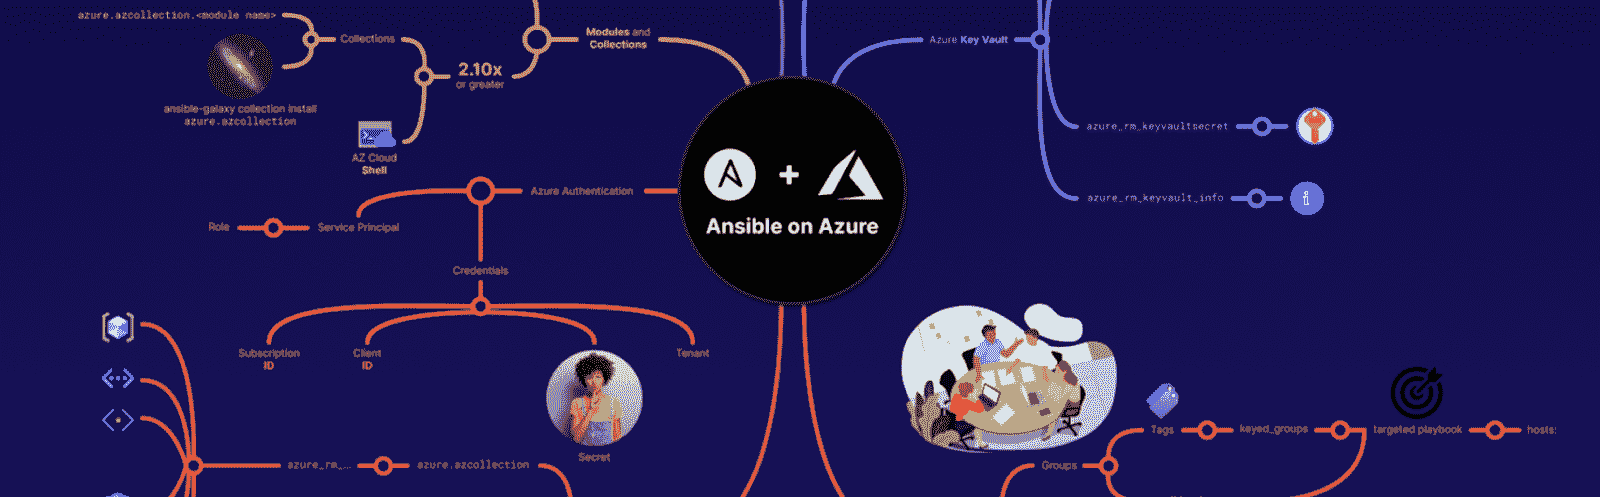 azure.azcollection.<module name>
Collections
ansible-galaxy collection install
azure.azcollection
2.10x
or greater
AZ Cloud
Shell
Modules and
Collections
Azure Key Vault
azure_rm_keyvaultsecret
azure_rm_keyvault_info
i
Ansible on Azure
Azure Authentication
Service Principal
Role
Credentials
Subscription
ID
Client
ID
Secret
Tenant
azure_rm_...
azure.azcollection
Groups
Tags
keyed_groups
targeted playbook
hosts: